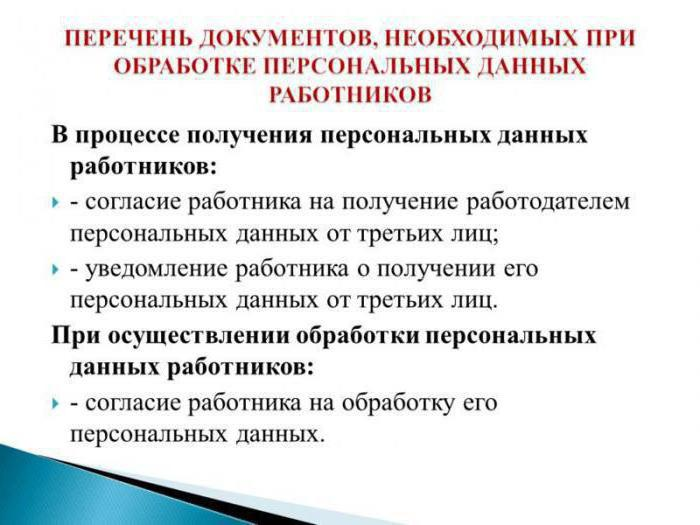 ПЕРЕЧЕНЬ ДОКУМЕНТОВ, НЕОБХОДИМЫХ ПРИ
ОБРАБОТКЕ ПЕРСОНАЛЬНЫХ ДАННЫХ
РАБОТНИКОВ
В процессе получения персональных данных
работников:
- согласие работника на получение работодателем
персональных данных от третьих лиц;
- уведомление работника о получении его
персональных данных от третьих лиц.
При осуществлении обработки персональных
данных работников:
- согласие работника на обработку его
персональных данных.